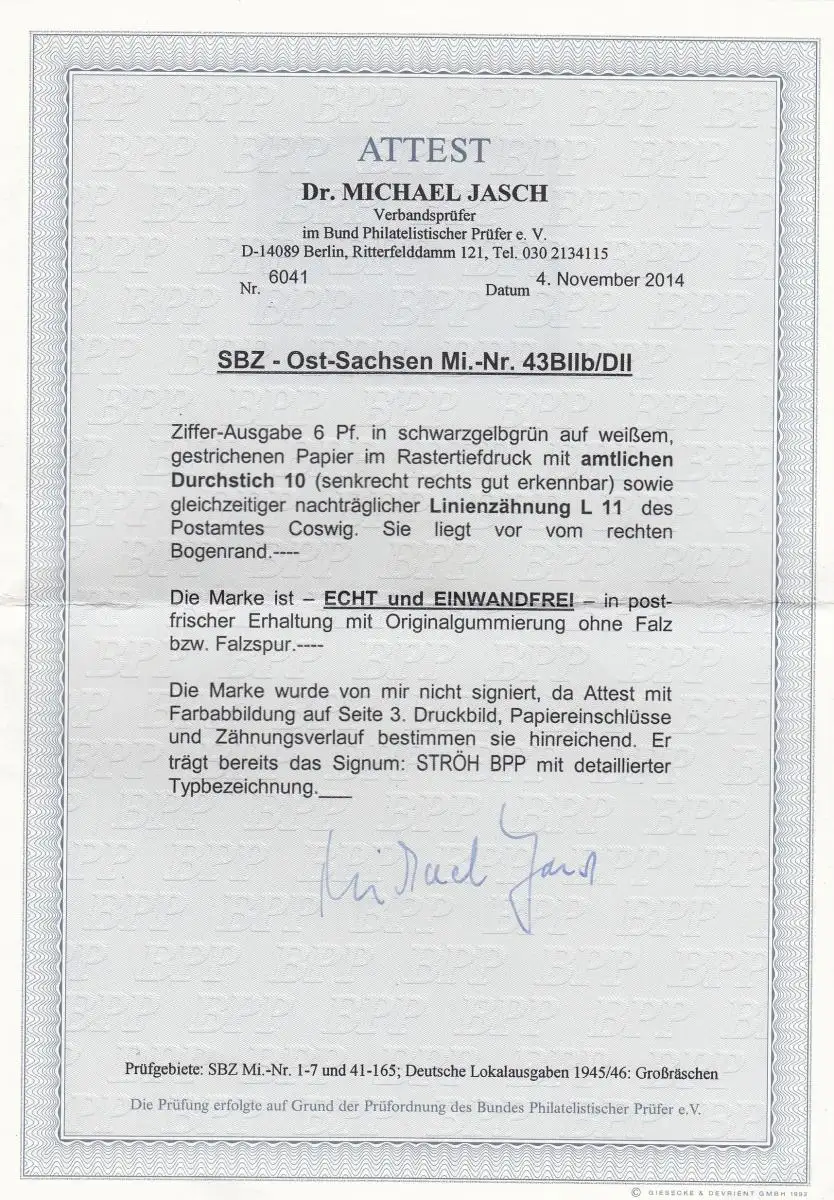 ATTEST
Dr. MICHAEL JASCH
Verbandsprüfer
im Bund Philatelistischer Prüfer e. V.
D-14089 Berlin, Ritterfelddamm 121, Tel. 030 2134115
Nr. 6041 Datum 4. November 2014
SBZ - Ost-Sachsen Mi.-Nr. 43BIIb/DII
Ziffer-Ausgabe 6 Pf. in schwarzgelbgrün auf weißem,
gestrichenen Papier im Rastertiefdruck mit amtlichen
Durchstich 10 (senkrecht rechts gut erkennbar) sowie
gleichzeitiger nachträglicher Linienzähnung L 11 des
Postamtes Coswig. Sie liegt vor vom rechten
Bogenrand.----
Die Marke ist – ECHT und EINWANDFREI – in post-
frischer Erhaltung mit Originalgummierung ohne Falz
bzw. Falzspur.----
Die Marke wurde von mir nicht signiert, da Attest mit
Farbabbildung auf Seite 3. Druckbild, Papiereinschlüsse
und Zähnungsverlauf bestimmen sie hinreichend. Er
trägt bereits das Signum: STRÖH BPP mit detaillierter
Typbezeichnung.___
Michael Jasch
Prüfgebiete: SBZ Mi.-Nr. 1-7 und 41-165; Deutsche Lokalausgaben 1945/46: Großräschen
Die Prüfung erfolgte auf Grund der Prüfordnung des Bundes Philatelistischer Prüfer e.V.
© GIESECKE & DEVRIENT GMBH 1992